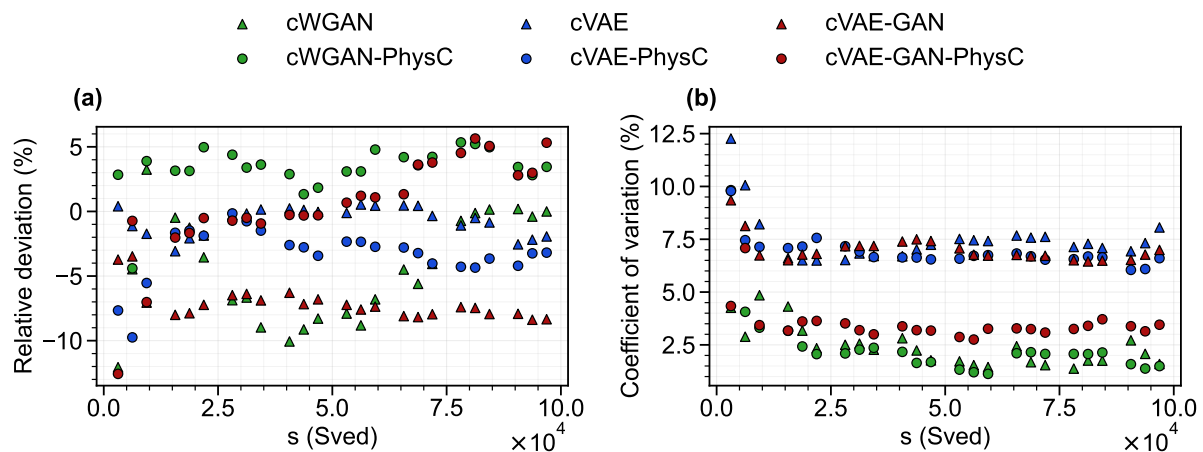 cWGAN cVAE cVAE-GAN
cWGAN-PhysC cVAE-PhysC cVAE-GAN-PhysC
(a) (b)
Relative deviation (%)
5
0
−5
−10
0.0 2.5 5.0 7.5 10.0
s (Sved) ×10⁴
Coefficient of variation (%)
12.5
10.0
7.5
5.0
2.5
0.0 2.5 5.0 7.5 10.0
s (Sved) ×10⁴